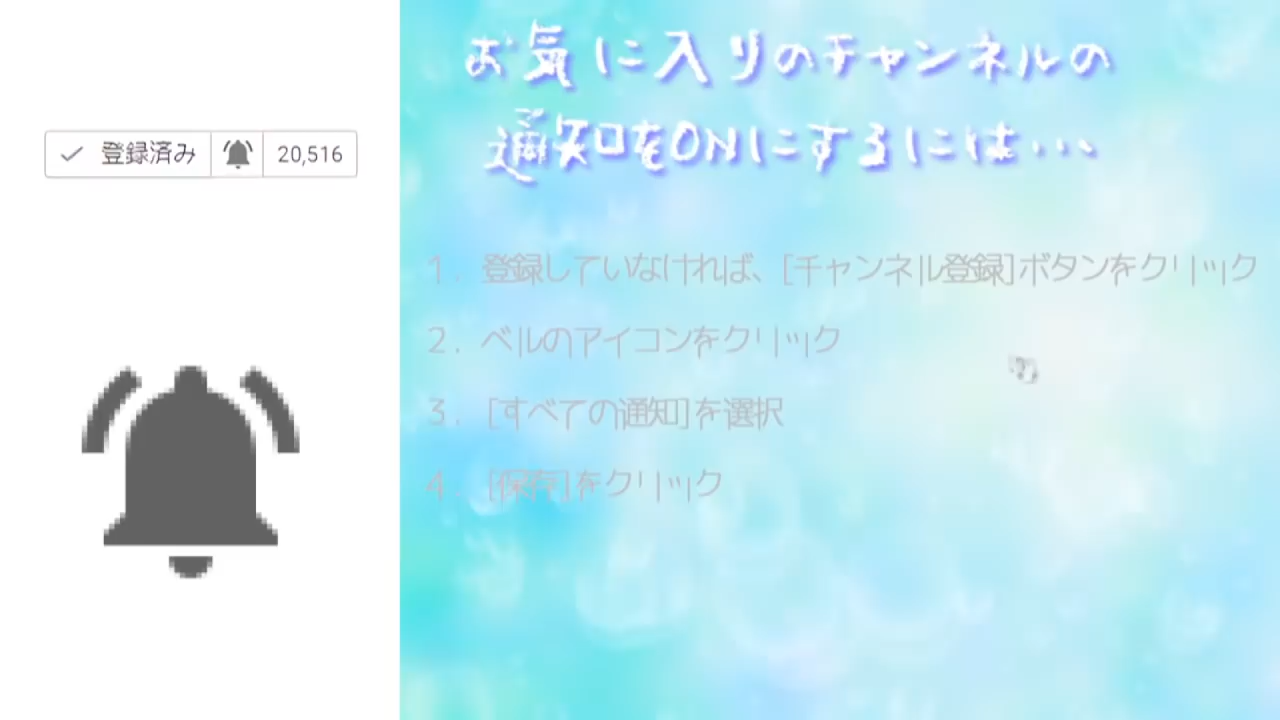 登録済み 20,516
お気に入りのチャンネルの
通知をONにするには・・・
1. 登録していなければ、[チャンネル登録]ボタンをクリック
2. ベルのアイコンをクリック
3. [すべての通知]を選択
4. [保存]をクリック